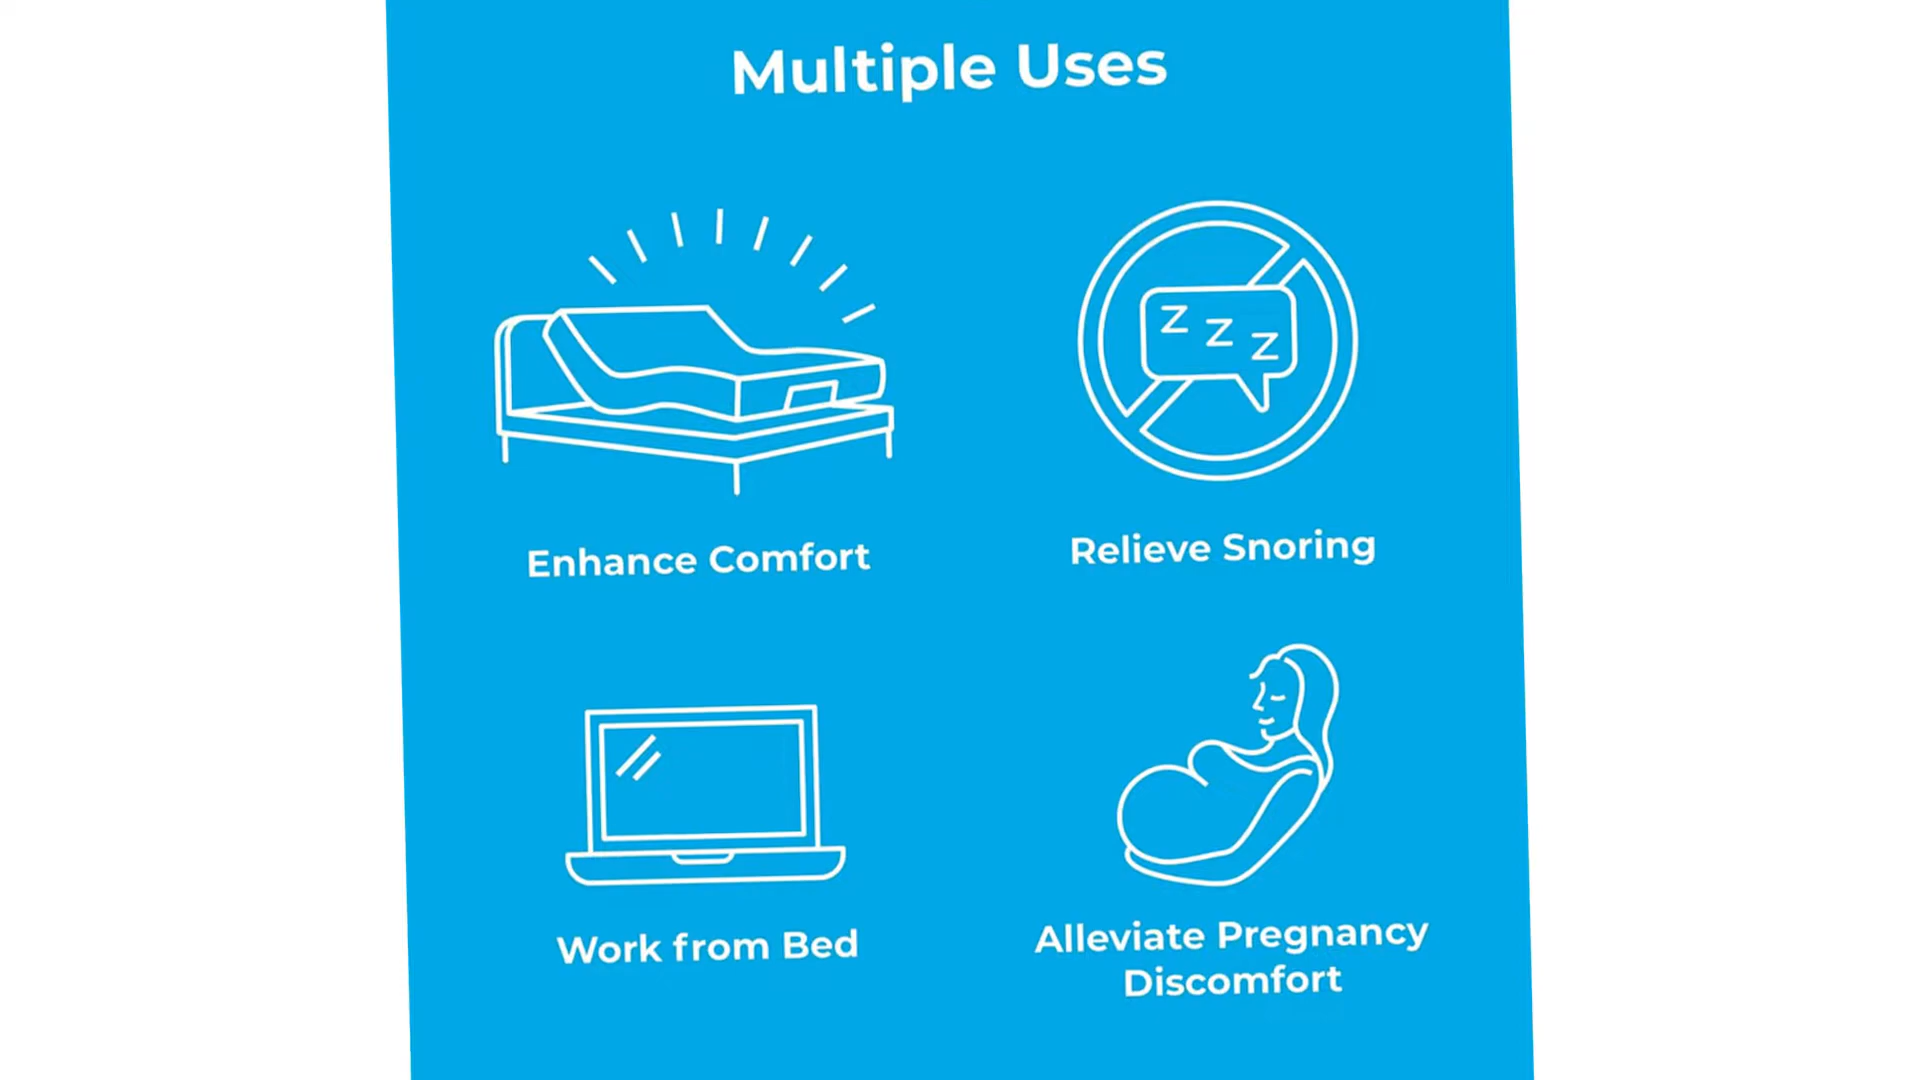 Multiple Uses
z z z
Enhance Comfort
Relieve Snoring
Work from Bed
Alleviate Pregnancy
Discomfort